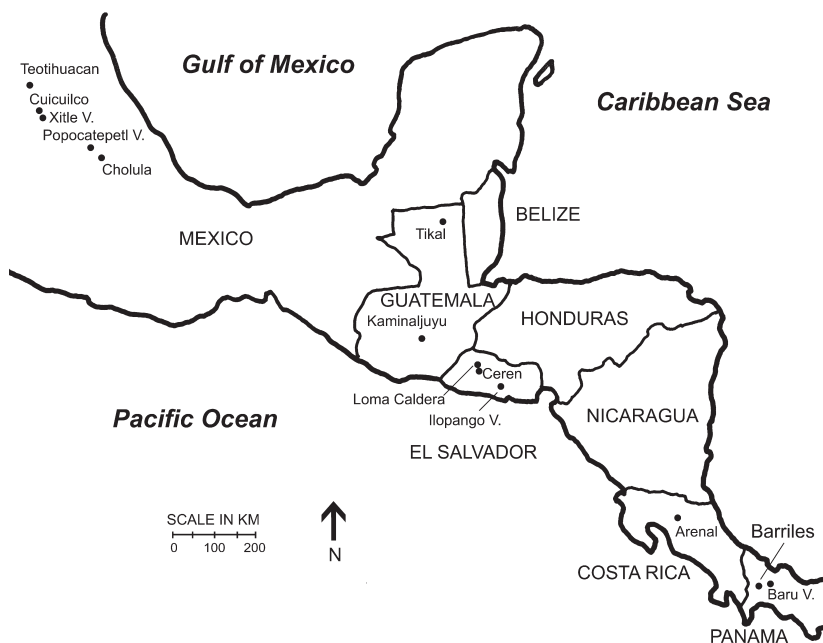 Gulf of Mexico
Teotihuacan
Caribbean Sea
Cuicuilco
Xitle V.
Popocatepetl V.
Cholula
BELIZE
Tikal
MEXICO
GUATEMALA
Kaminaljuyu
HONDURAS
Ceren
Loma Caldera
Ilopango V.
Pacific Ocean
NICARAGUA
EL SALVADOR
SCALE IN KM
0 100 200
N
Arenal
Barriles
COSTA RICA
Baru V.
PANAMA